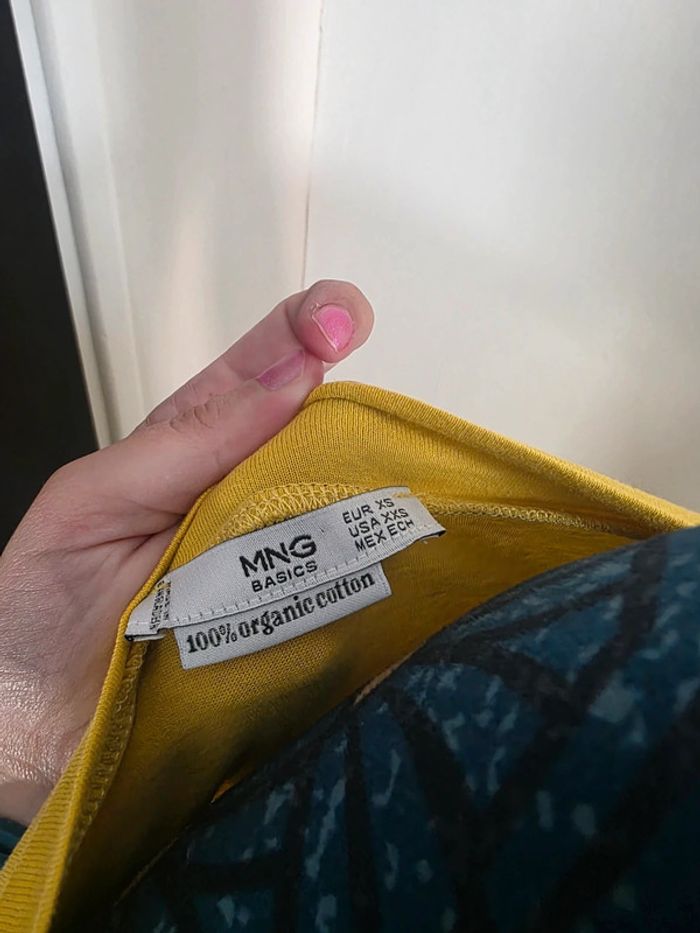 MNG
BASICS
EUR XS
USA XXS
MEX ECH
100% organic cotton